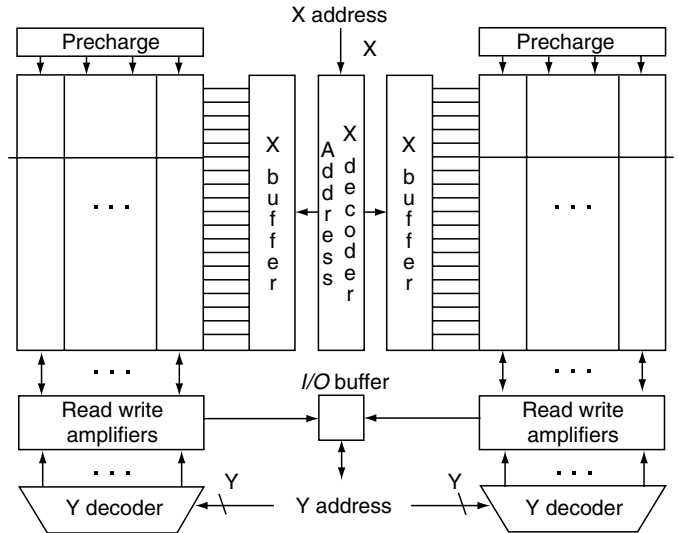 X address
Precharge
X
Precharge
X buffer
Address
X decoder
X buffer
. . .
. . .
. . .
I/O buffer
. . .
Read write
amplifiers
Read write
amplifiers
. . .
. . .
Y decoder
Y
Y address
Y
Y decoder